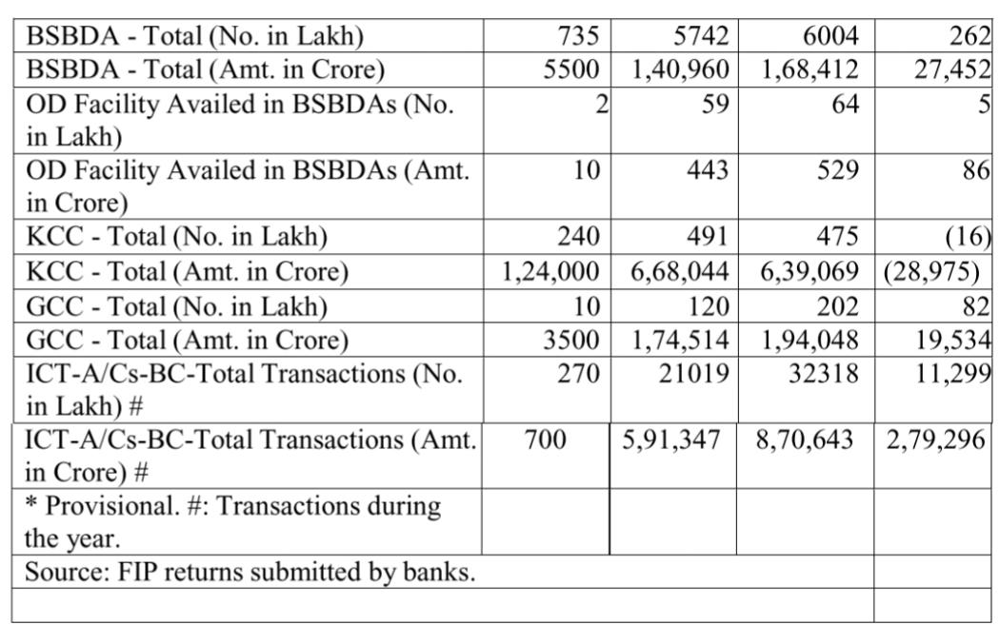 BSBDA - Total (No. in Lakh) 735 5742 6004 262
BSBDA - Total (Amt. in Crore) 5500 1,40,960 1,68,412 27,452
OD Facility Availed in BSBDAs (No. 2 59 64 5
in Lakh)
OD Facility Availed in BSBDAs (Amt. 10 443 529 86
in Crore)
KCC - Total (No. in Lakh) 240 491 475 (16)
KCC - Total (Amt. in Crore) 1,24,000 6,68,044 6,39,069 (28,975)
GCC - Total (No. in Lakh) 10 120 202 82
GCC - Total (Amt. in Crore) 3500 1,74,514 1,94,048 19,534
ICT-A/Cs-BC-Total Transactions (No. 270 21019 32318 11,299
in Lakh) #
ICT-A/Cs-BC-Total Transactions (Amt. 700 5,91,347 8,70,643 2,79,296
in Crore) #
* Provisional. #: Transactions during
the year.
Source: FIP returns submitted by banks.